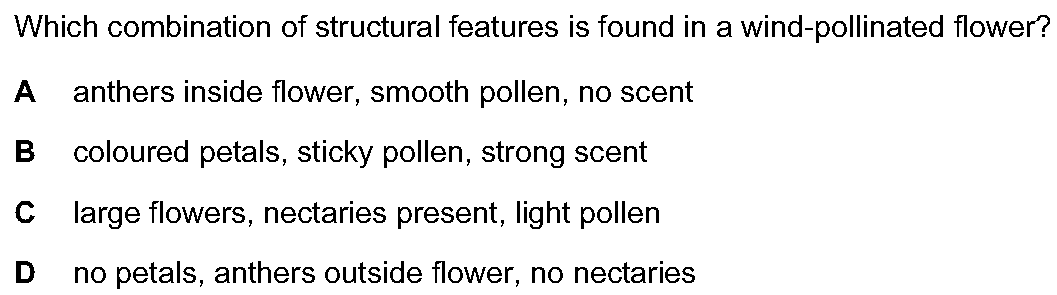 Which combination of structural features is found in a wind-pollinated flower?
A anthers inside flower, smooth pollen, no scent
B coloured petals, sticky pollen, strong scent
C large flowers, nectaries present, light pollen
D no petals, anthers outside flower, no nectaries